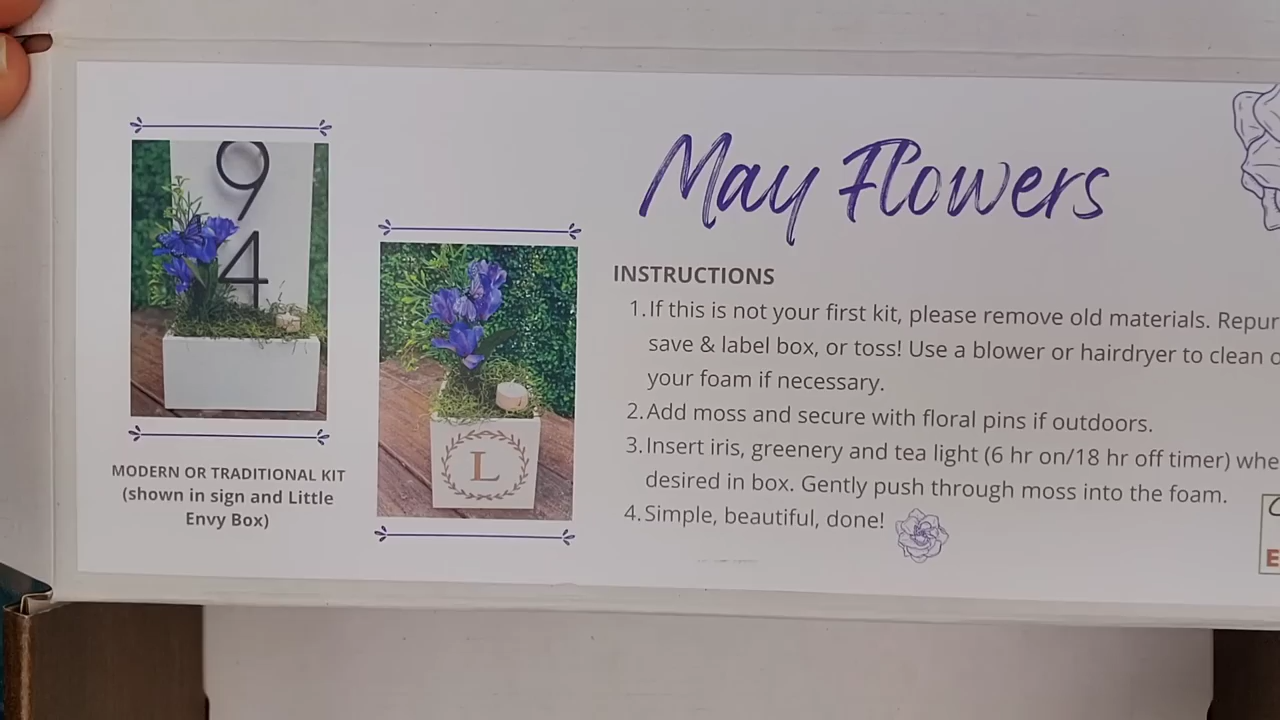 May Flowers
INSTRUCTIONS
1. If this is not your first kit, please remove old materials.
save & label box, or toss! Use a blower or hairdryer to clean
your foam if necessary.
2. Add moss and secure with floral pins if outdoors.
3. Insert iris, greenery and tea light (6 hr on/18 hr off timer)
desired in box. Gently push through moss into the foam.
4. Simple, beautiful, done!
9
4
L
MODERN OR TRADITIONAL KIT
(shown in sign and Little
Envy Box)